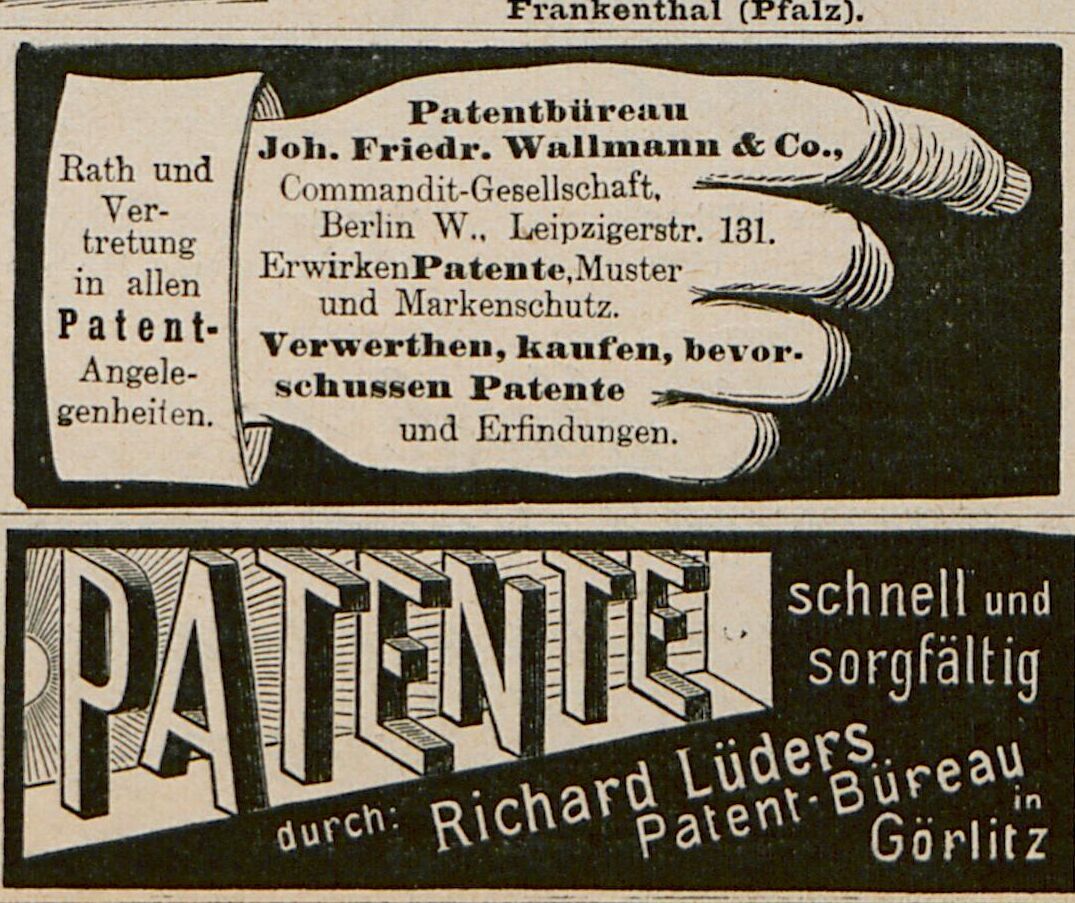 Frankenthal (Pfalz).
Rath und
Ver-
tretung
in allen
Patent-
Angele-
genheiten.
Patentbüreau
Joh. Friedr. Wallmann & Co.,
Commandit-Gesellschaft,
Berlin W., Leipzigerstr. 131.
Erwirken Patente, Muster
und Markenschutz.
Verwerthen, kaufen, bevor-
schussen Patente
und Erfindungen.
PATENTE
schnell und
sorgfältig
durch: Richard Lüders
Patent-Büreau
in
Görlitz